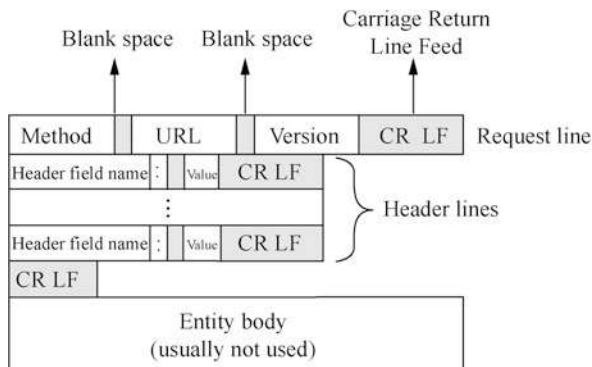 Blank space Blank space Carriage Return
Line Feed
Method URL Version CR LF Request line
Header field name : Value CR LF
⋮ Header lines
Header field name : Value CR LF
CR LF
Entity body
(usually not used)